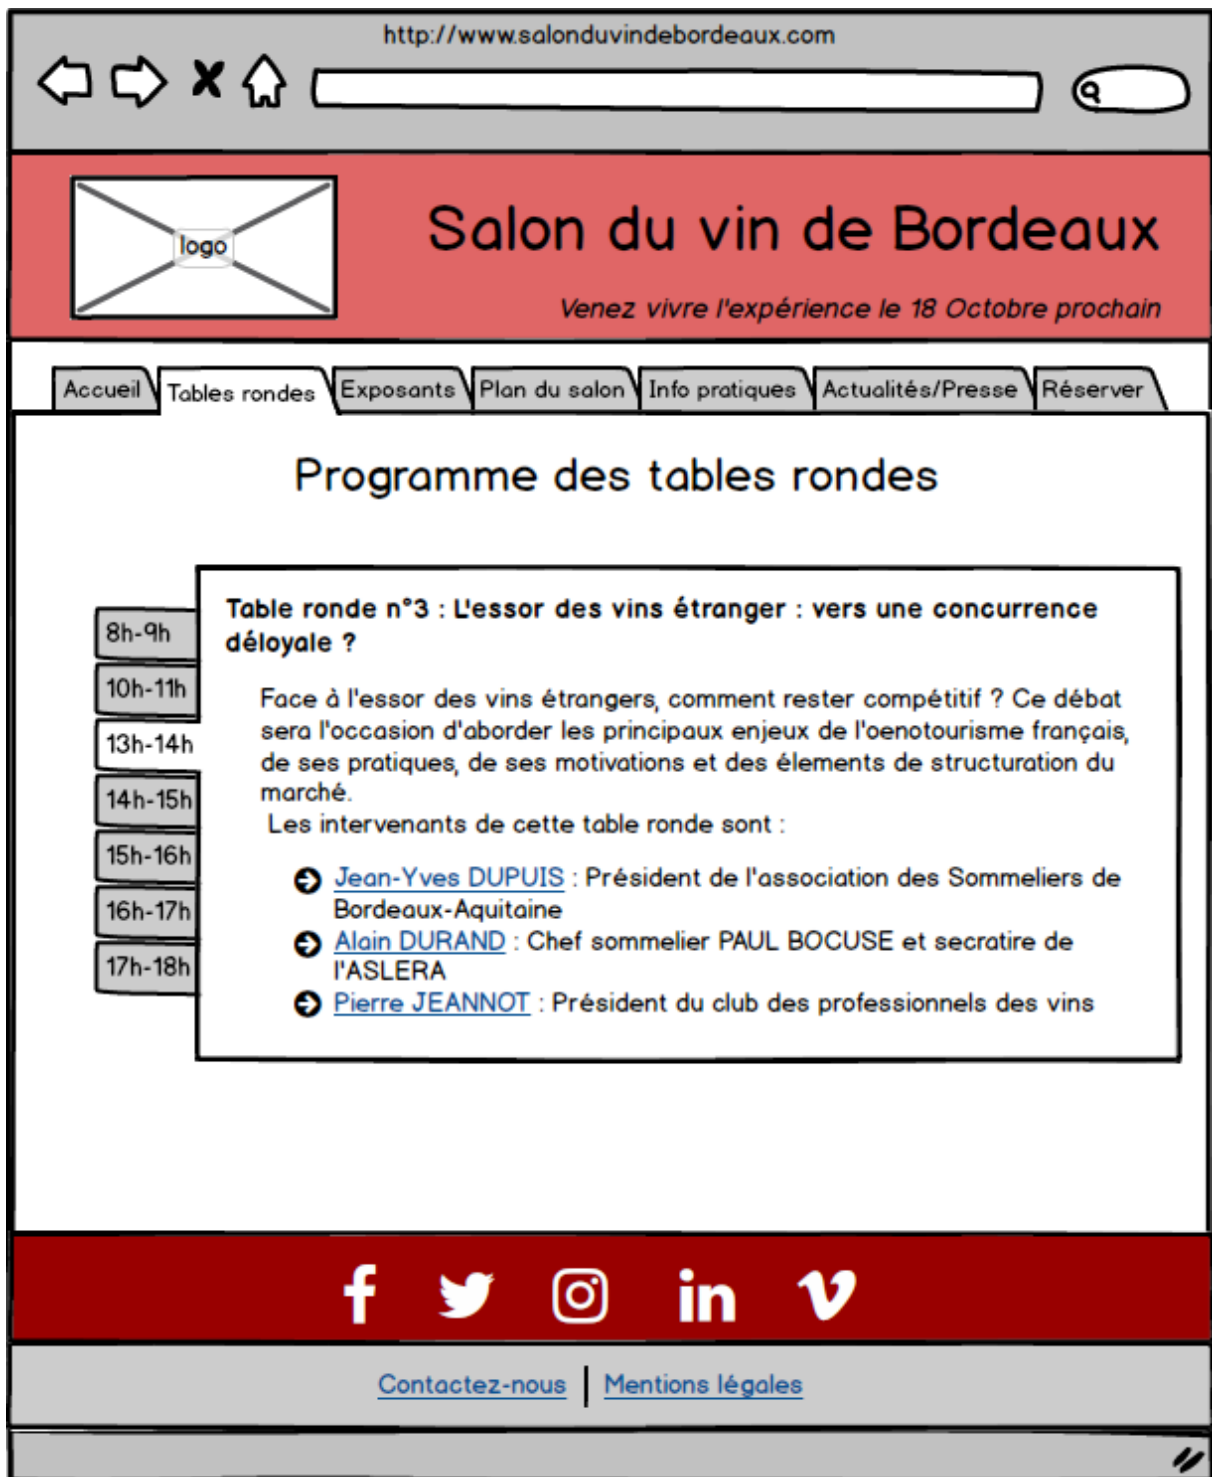 http://www.salonduvindebordeaux.com
logo
Salon du vin de Bordeaux
Venez vivre l'expérience le 18 Octobre prochain
Accueil Tables rondes Exposants Plan du salon Info pratiques Actualités/Presse Réserver
Programme des tables rondes
8h-9h
10h-11h
13h-14h
14h-15h
15h-16h
16h-17h
17h-18h
Table ronde n°3 : L'essor des vins étranger : vers une concurrence
déloyale ?
Face à l'essor des vins étrangers, comment rester compétitif ? Ce débat
sera l'occasion d'aborder les principaux enjeux de l'oenotourisme français,
de ses pratiques, de ses motivations et des élements de structuration du
marché.
Les intervenants de cette table ronde sont :
Jean-Yves DUPUIS : Président de l'association des Sommeliers de
Bordeaux-Aquitaine
Alain DURAND : Chef sommelier PAUL BOCUSE et secratire de
l'ASLERA
Pierre JEANNOT : Président du club des professionnels des vins
Contactez-nous | Mentions légales